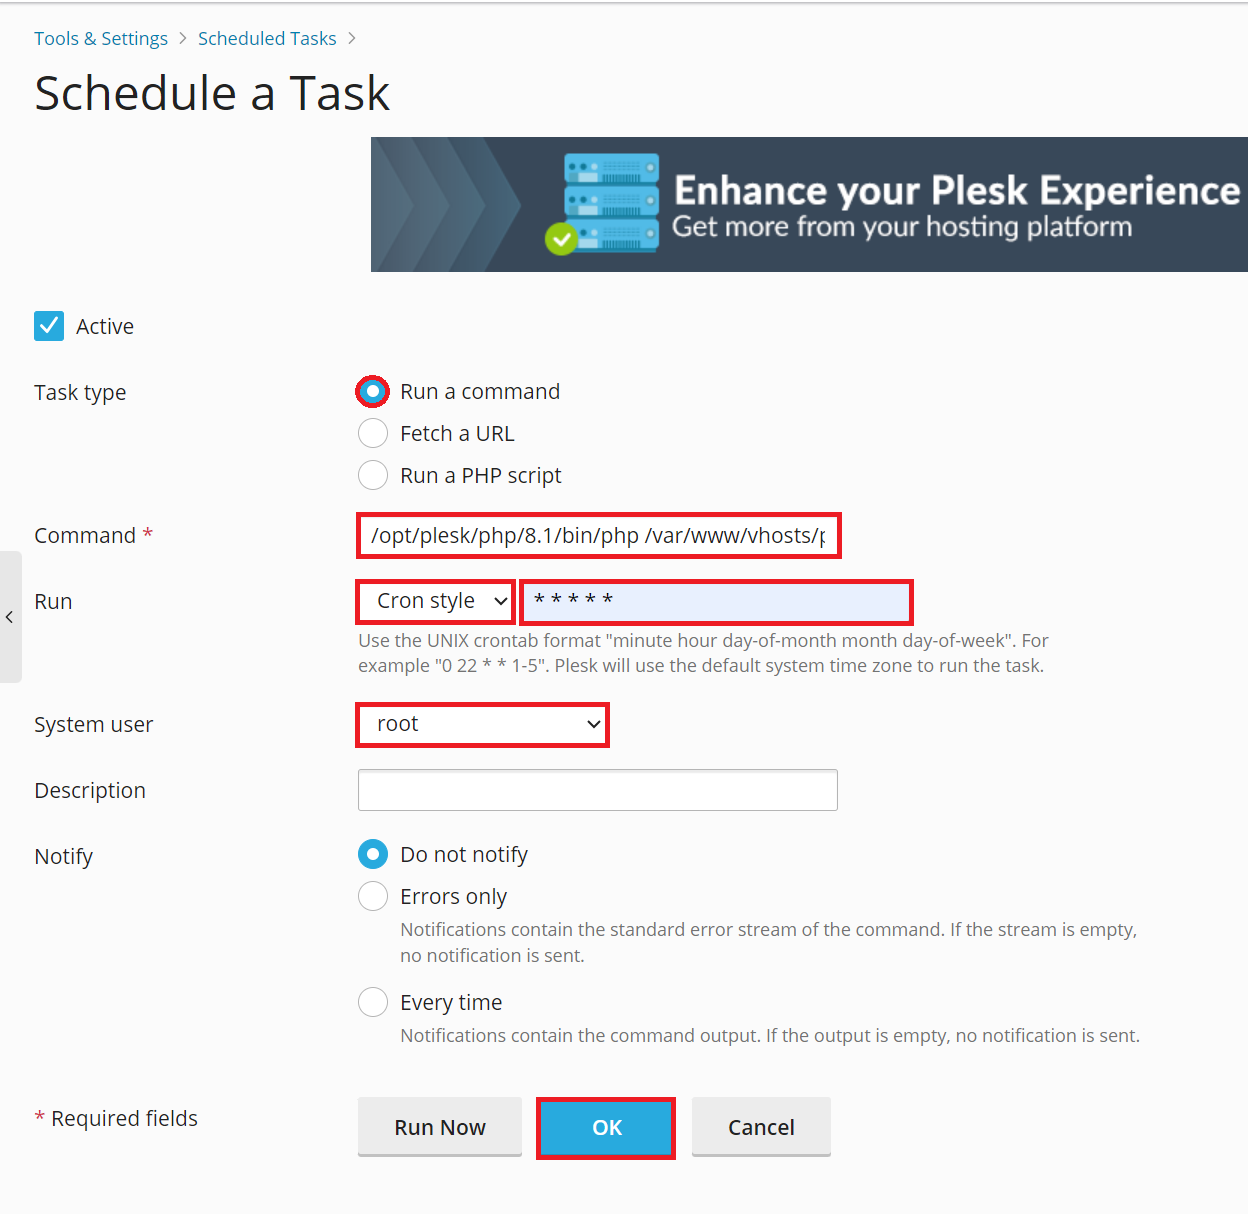 Tools & Settings > Scheduled Tasks >
Schedule a Task
Enhance your Plesk Experience
Get more from your hosting platform
Active
Task type
Run a command
Fetch a URL
Run a PHP script
Command *
/opt/plesk/php/8.1/bin/php /var/www/vhosts/p
Run
Cron style
* * * * *
Use the UNIX crontab format "minute hour day-of-month month day-of-week". For
example "0 22 * * 1-5". Plesk will use the default system time zone to run the task.
System user
root
Description
Notify
Do not notify
Errors only
Notifications contain the standard error stream of the command. If the stream is empty,
no notification is sent.
Every time
Notifications contain the command output. If the output is empty, no notification is sent.
* Required fields
Run Now
OK
Cancel